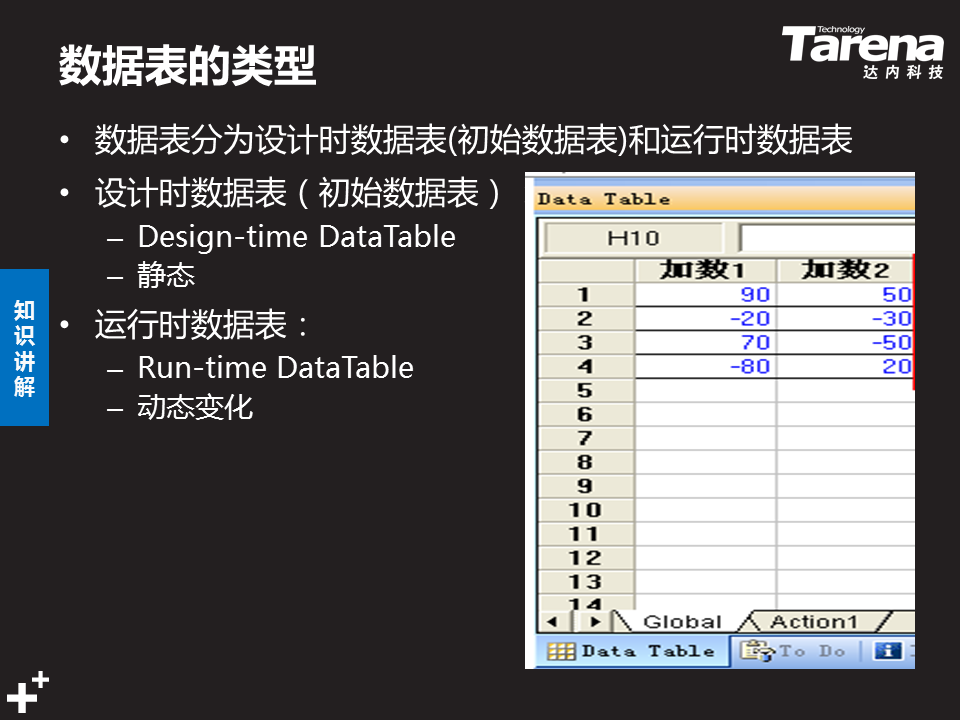 数据表的类型
Technology
Tarena
达内科技
• 数据表分为设计时数据表(初始数据表)和运行时数据表
• 设计时数据表(初始数据表)
– Design-time DataTable
– 静态
• 运行时数据表:
– Run-time DataTable
– 动态变化
知识讲解
Data Table
H10
加数1 加数2
1 90 50
2 -20 -30
3 70 -50
4 -80 20
5
6
7
8
9
10
11
12
13
14
Global Action1
Data Table To Do